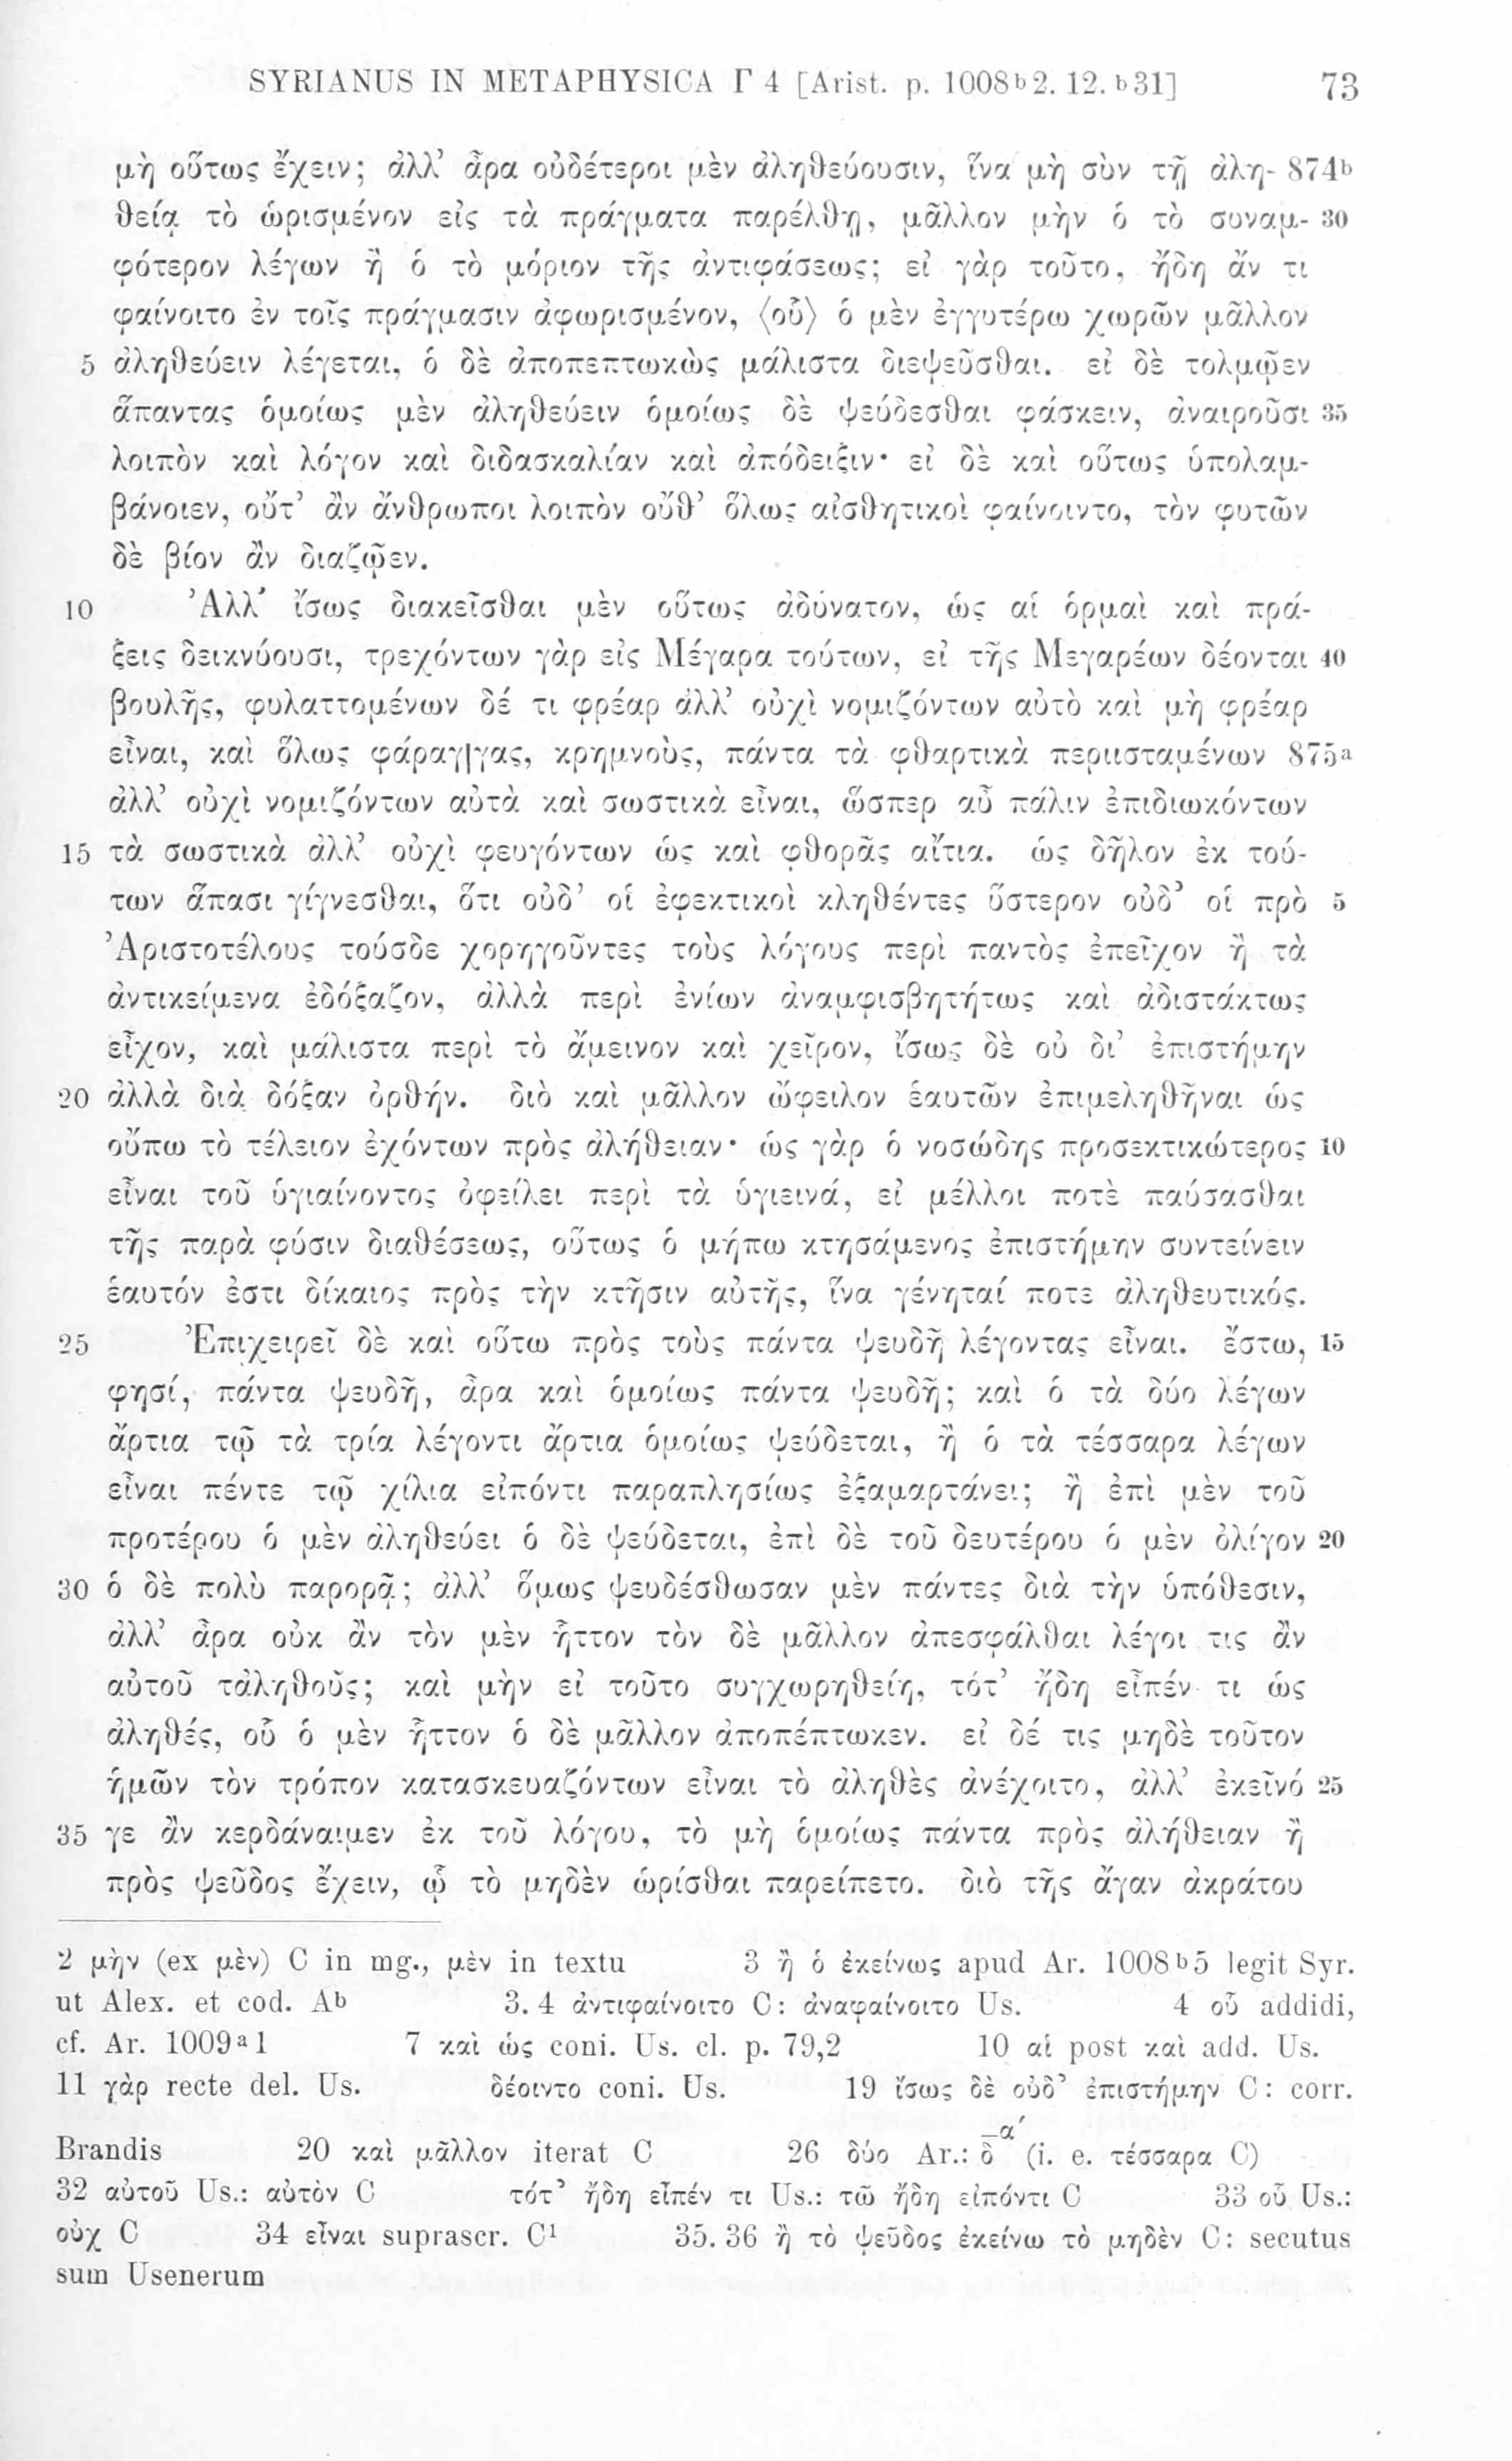 SYRIANUS IN METAPHYSICA Γ 4 [Arist. p. 1008ᵇ2. 12. ᵇ31] 73
μὴ οὕτως ἔχειν; ἀλλ’ ἆρα οὐδέτεροι μὲν ἀληθεύουσιν, ἵνα μὴ σὺν τῇ ἀλη- 874ᵇ
θείᾳ τὸ ὡρισμένον εἰς τὰ πράγματα παρέλθῃ, μᾶλλον μὴν ὁ τὸ συναμ- 30
φότερον λέγων ἢ ὁ τὸ μόριον τῆς ἀντιφάσεως; εἰ γὰρ τοῦτο, ἤδη ἄν τι
φαίνοιτο ἐν τοῖς πράγμασιν ἀφωρισμένον, ⟨οὗ⟩ ὁ μὲν ἐγγυτέρω χωρῶν μᾶλλον
5 ἀληθεύειν λέγεται, ὁ δὲ ἀποπεπτωκὼς μάλιστα διεψεῦσθαι. εἰ δὲ τολμῷεν
ἅπαντας ὁμοίως μὲν ἀληθεύειν ὁμοίως δὲ ψεύδεσθαι φάσκειν, ἀναιροῦσι 35
λοιπὸν καὶ λόγον καὶ διδασκαλίαν καὶ ἀπόδειξιν· εἰ δὲ καὶ οὕτως ὑπολαμ-
βάνοιεν, οὔτ’ ἂν ἄνθρωποι λοιπὸν οὔθ’ ὅλως αἰσθητικοὶ φαίνοιντο, τὸν φυτῶν
δὲ βίον ἂν διαζῷεν.
10 Ἀλλ’ ἴσως διακεῖσθαι μὲν οὕτως ἀδύνατον, ὡς αἱ ὁρμαὶ καὶ πρά-
ξεις δεικνύουσι, τρεχόντων γὰρ εἰς Μέγαρα τούτων, εἰ τῆς Μεγαρέων δέονται 40
βουλῆς, φυλαττομένων δέ τι φρέαρ ἀλλ’ οὐχὶ νομιζόντων αὐτὸ καὶ μὴ φρέαρ
εἶναι, καὶ ὅλως φάραγ|γας, κρημνοὺς, πάντα τὰ φθαρτικὰ περιισταμένων 875ᵃ
ἀλλ’ οὐχὶ νομιζόντων αὐτὰ καὶ σωστικὰ εἶναι, ὥσπερ αὖ πάλιν ἐπιδιωκόντων
15 τὰ σωστικὰ ἀλλ’ οὐχὶ φευγόντων ὡς καὶ φθορᾶς αἴτια. ὡς δῆλον ἐκ τού-
των ἅπασι γίγνεσθαι, ὅτι οὐδ’ οἱ ἐφεκτικοὶ κληθέντες ὕστερον οὐδ’ οἱ πρὸ 5
Ἀριστοτέλους τούσδε χορηγοῦντες τοὺς λόγους περὶ παντὸς ἐπεῖχον ἢ τὰ
ἀντικείμενα ἐδόξαζον, ἀλλὰ περὶ ἐνίων ἀναμφισβητήτως καὶ ἀδιστάκτως
εἶχον, καὶ μάλιστα περὶ τὸ ἄμεινον καὶ χεῖρον, ἴσως δὲ οὐ δι’ ἐπιστήμην
20 ἀλλὰ διὰ δόξαν ὀρθήν. διὸ καὶ μᾶλλον ὤφειλον ἑαυτῶν ἐπιμεληθῆναι ὡς
οὔπω τὸ τέλειον ἐχόντων πρὸς ἀλήθειαν· ὡς γὰρ ὁ νοσώδης προσεκτικώτερος 10
εἶναι τοῦ ὑγιαίνοντος ὀφείλει περὶ τὰ ὑγιεινά, εἰ μέλλοι ποτὲ παύσασθαι
τῆς παρὰ φύσιν διαθέσεως, οὕτως ὁ μήπω κτησάμενος ἐπιστήμην συντείνειν
ἑαυτόν ἐστι δίκαιος πρὸς τὴν κτῆσιν αὐτῆς, ἵνα γένηταί ποτε ἀληθευτικός.
25 Ἐπιχειρεῖ δὲ καὶ οὕτω πρὸς τοὺς πάντα ψευδῆ λέγοντας εἶναι. ἔστω, 15
φησί, πάντα ψευδῆ, ἆρα καὶ ὁμοίως πάντα ψευδῆ; καὶ ὁ τὰ δύο λέγων
ἄρτια τῷ τὰ τρία λέγοντι ἄρτια ὁμοίως ψεύδεται, ἢ ὁ τὰ τέσσαρα λέγων
εἶναι πέντε τῷ χίλια εἰπόντι παραπλησίως ἐξαμαρτάνει; ἢ ἐπὶ μὲν τοῦ
προτέρου ὁ μὲν ἀληθεύει ὁ δὲ ψεύδεται, ἐπὶ δὲ τοῦ δευτέρου ὁ μὲν ὀλίγον 20
30 ὁ δὲ πολὺ παρορᾷ; ἀλλ’ ὅμως ψευδέσθωσαν μὲν πάντες διὰ τὴν ὑπόθεσιν,
ἀλλ’ ἆρα οὐκ ἂν τὸν μὲν ἧττον τὸν δὲ μᾶλλον ἀπεσφάλθαι λέγοι τις ἂν
αὐτοῦ τἀληθοῦς; καὶ μὴν εἰ τοῦτο συγχωρηθείη, τότ’ ἤδη εἶπέν τι ὡς
ἀληθές, οὗ ὁ μὲν ἧττον ὁ δὲ μᾶλλον ἀποπέπτωκεν. εἰ δέ τις μηδὲ τοῦτον
ἡμῶν τὸν τρόπον κατασκευαζόντων εἶναι τὸ ἀληθὲς ἀνέχοιτο, ἀλλ’ ἐκεῖνό 25
35 γε ἂν κερδάναιμεν ἐκ τοῦ λόγου, τὸ μὴ ὁμοίως πάντα πρὸς ἀλήθειαν ἢ
πρὸς ψεῦδος ἔχειν, ᾧ τὸ μηδὲν ὡρίσθαι παρείπετο. διὸ τῆς ἄγαν ἀκράτου
2 μὴν (ex μὲν) C in mg., μὲν in textu 3 ἢ ὁ ἐκείνως apud Ar. 1008ᵇ5 legit Syr.
ut Alex. et cod. Aᵇ 3. 4 ἀντιφαίνοιτο C: ἀναφαίνοιτο Us. 4 οὗ addidi,
cf. Ar. 1009ᵃ1 7 καὶ ὡς coni. Us. cl. p. 79,2 10 αἱ post καὶ add. Us.
11 γὰρ recte del. Us. δέοιντο coni. Us. 19 ἴσως δὲ οὐδ’ ἐπιστήμην C: corr.
Brandis 20 καὶ μᾶλλον iterat C 26 δύο Ar.: δ̅ᾱ́ (i. e. τέσσαρα C)
32 αὐτοῦ Us.: αὐτὸν C τότ’ ἤδη εἶπέν τι Us.: τῶ ἤδη εἰπόντι C 33 οὗ Us.:
οὐχ C 34 εἶναι suprascr. C¹ 35. 36 ἢ τὸ ψεῦδος ἐκείνω τὸ μηδὲν C: secutus
sum Usenerum